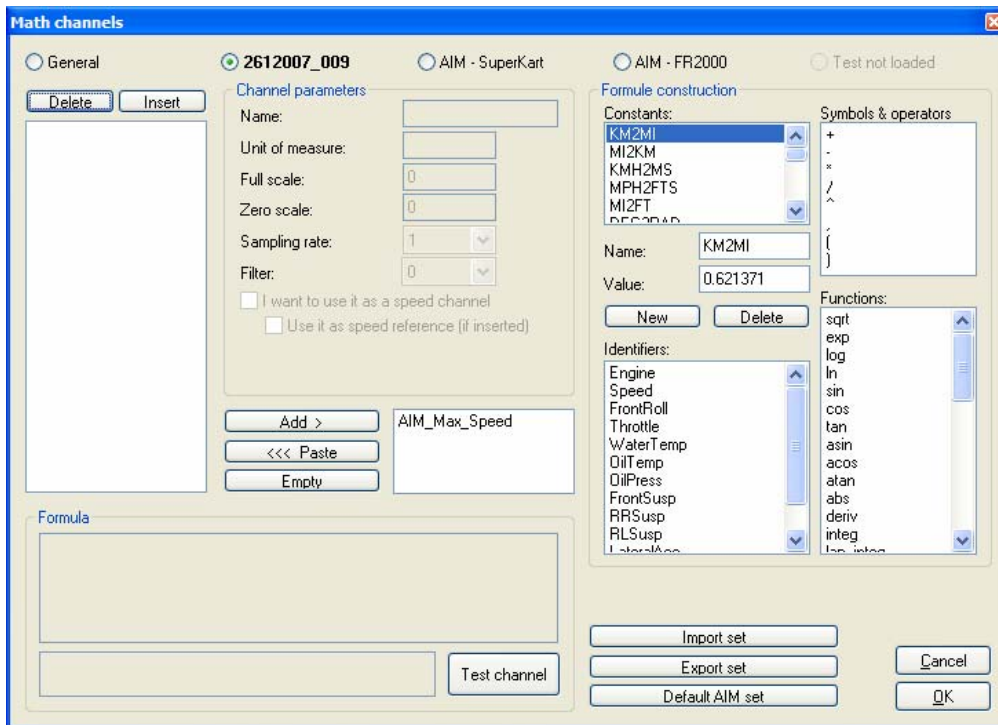 Math channels
General
2612007_009
AIM - SuperKart
AIM - FR2000
Test not loaded
Delete
Insert
Channel parameters
Name:
Unit of measure:
Full scale:
0
Zero scale:
0
Sampling rate:
1
Filter:
0
I want to use it as a speed channel
Use it as speed reference (if inserted)
Add >
<<< Paste
Empty
AIM_Max_Speed
Formule construction
Constants:
KM2MI
MI2KM
KMH2MS
MPH2FTS
MI2FT
DEG2RAD
Name:
KM2MI
Value:
0.621371
New
Delete
Identifiers:
Engine
Speed
FrontRoll
Throttle
WaterTemp
OilTemp
OilPress
FrontSusp
RRSusp
RLSusp
LateralAcc
Symbols & operators
+
-
*
/
^
,
(
)
Functions:
sqrt
exp
log
ln
sin
cos
tan
asin
acos
atan
abs
deriv
integ
lap_integ
Formula
Test channel
Import set
Export set
Default AIM set
Cancel
OK